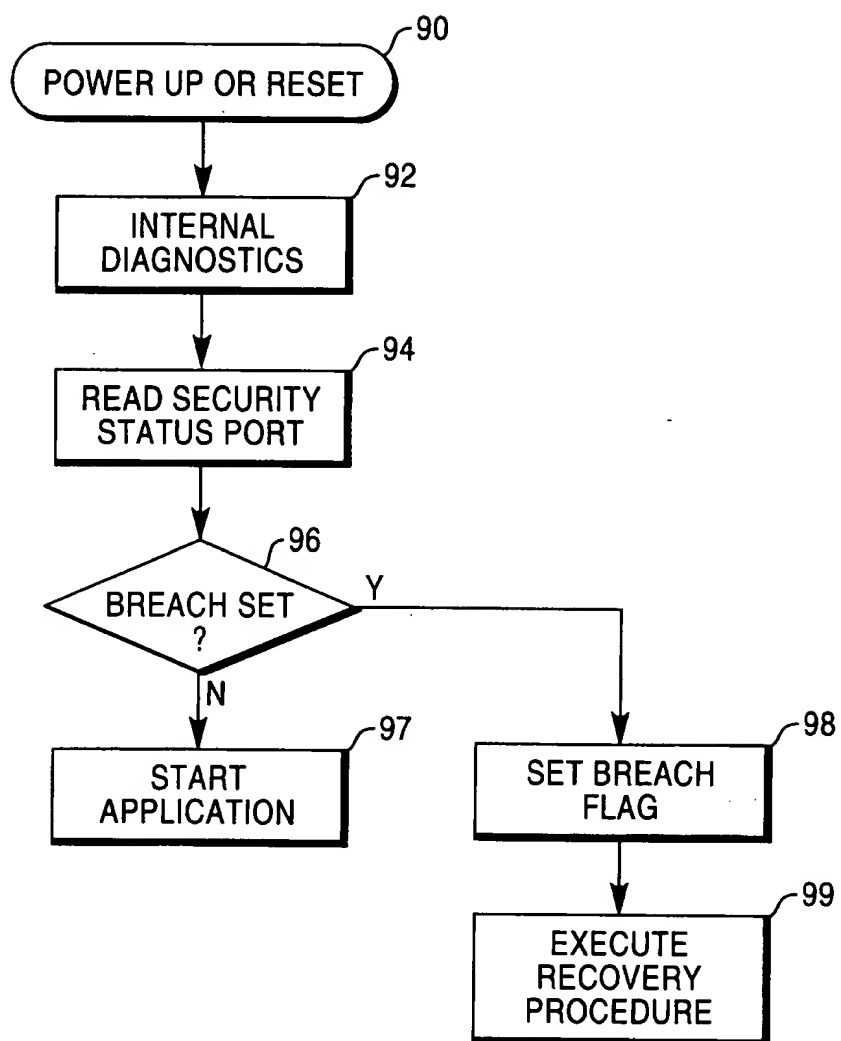 90
POWER UP OR RESET
92
INTERNAL
DIAGNOSTICS
94
READ SECURITY
STATUS PORT
96
BREACH SET
?
Y
N
97
START
APPLICATION
98
SET BREACH
FLAG
99
EXECUTE
RECOVERY
PROCEDURE